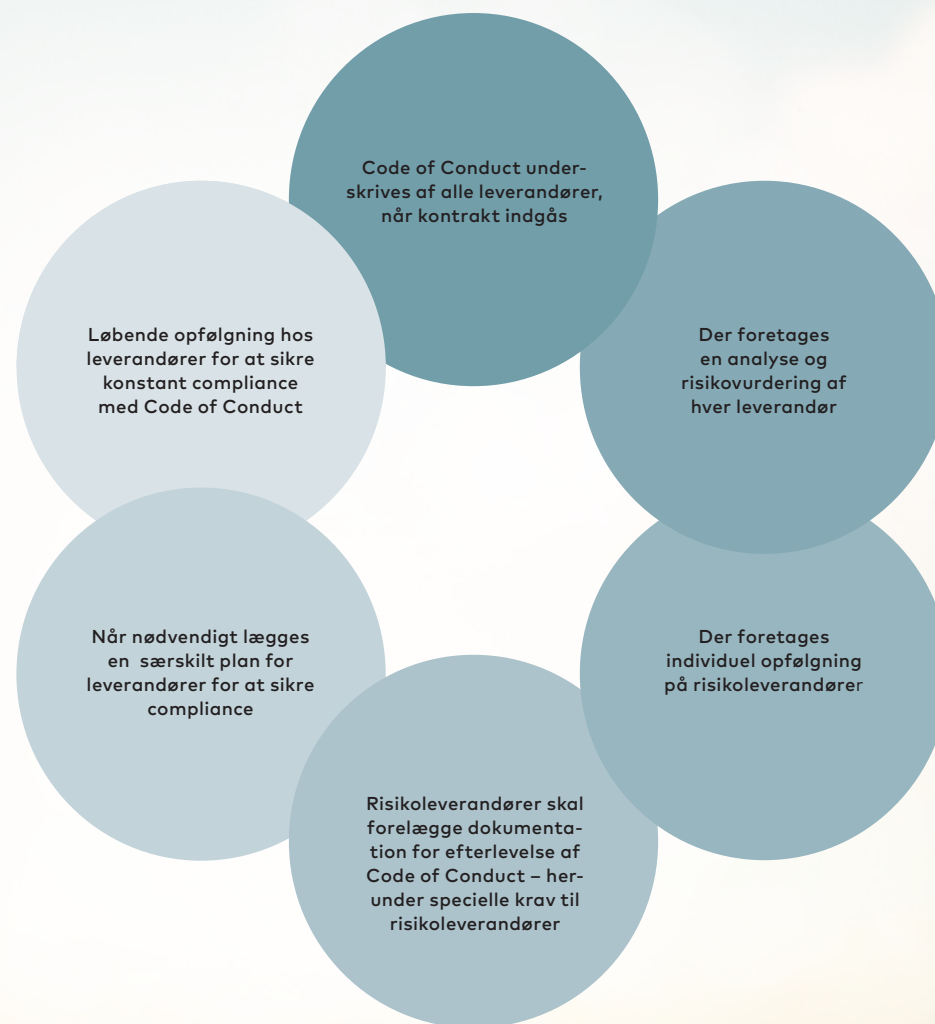 Code of Conduct under-
skrives af alle leverandører,
når kontrakt indgås
Der foretages
en analyse og
risikovurdering af
hver leverandør
Der foretages
individuel opfølgning
på risikoleverandører
Risikoleverandører skal
forelægge dokumenta-
tion for efterlevelse af
Code of Conduct – her-
under specielle krav til
risikoleverandører
Når nødvendigt lægges
en særskilt plan for
leverandører for at sikre
compliance
Løbende opfølgning hos
leverandører for at sikre
konstant compliance
med Code of Conduct